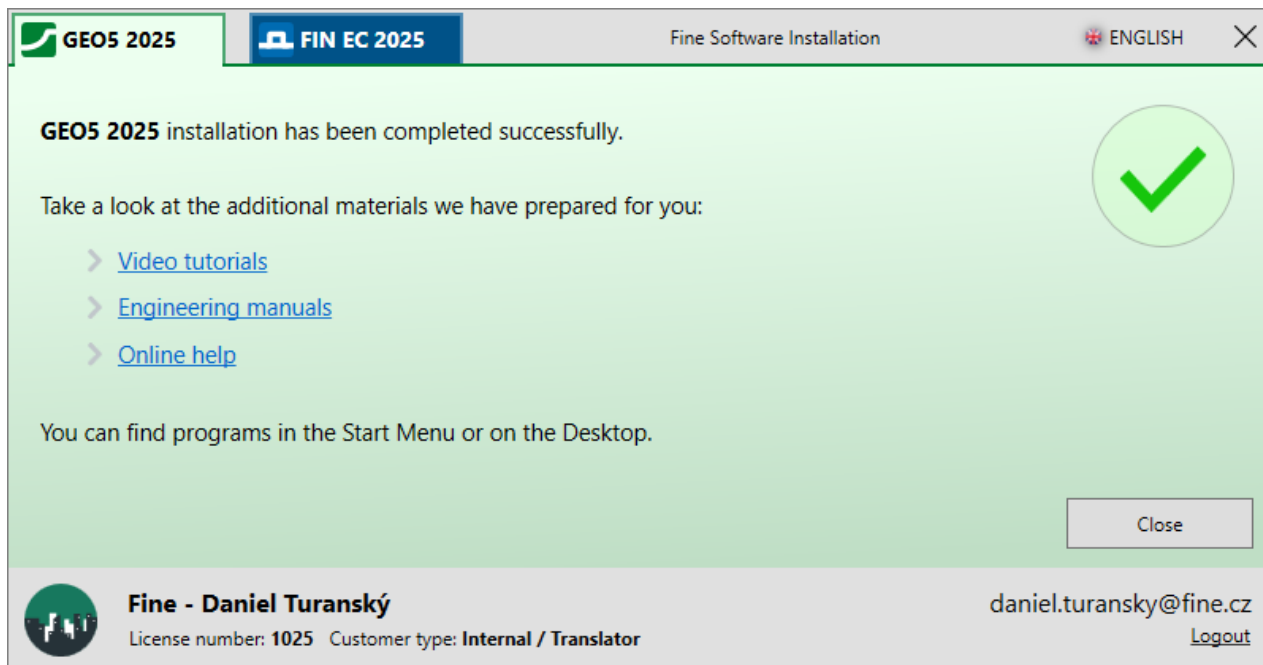 GEO5 2025
FIN EC 2025
Fine Software Installation
ENGLISH
GEO5 2025 installation has been completed successfully.
Take a look at the additional materials we have prepared for you:
Video tutorials
Engineering manuals
Online help
You can find programs in the Start Menu or on the Desktop.
Close
Fine - Daniel Turanský
daniel.turansky@fine.cz
License number: 1025 Customer type: Internal / Translator
Logout